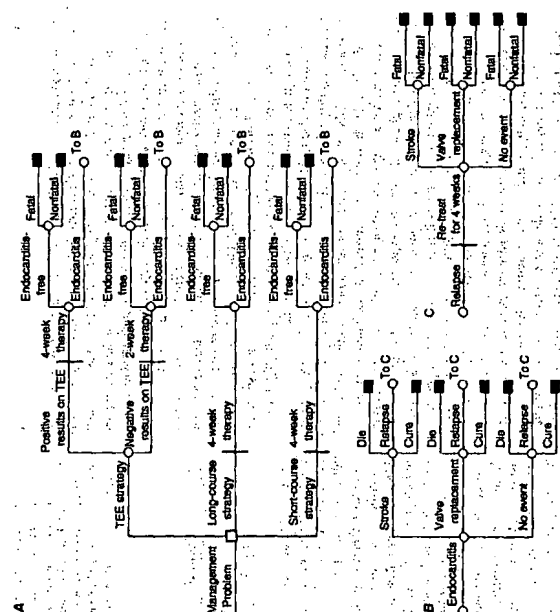 A
Management
Problem
TEE strategy
Positive
results on TEE
4-week
therapy
Endocarditis-
free
Fatal
Nonfatal
Endocarditis
To B
Negative
results on TEE
2-week
therapy
Endocarditis-
free
Fatal
Nonfatal
Endocarditis
To B
Long-course
strategy
4-week
therapy
Endocarditis-
free
Fatal
Nonfatal
Endocarditis
To B
Short-course
strategy
4-week
therapy
Endocarditis-
free
Fatal
Nonfatal
Endocarditis
To B
B
Endocarditis
Stroke
Die
Relapse
To C
Cure
Valve
replacement
Die
Relapse
To C
Cure
No event
Die
Relapse
To C
Cure
C
Relapse
Re-treat
for 4 weeks
Stroke
Fatal
Nonfatal
Valve
replacement
Fatal
Nonfatal
No event
Fatal
Nonfatal